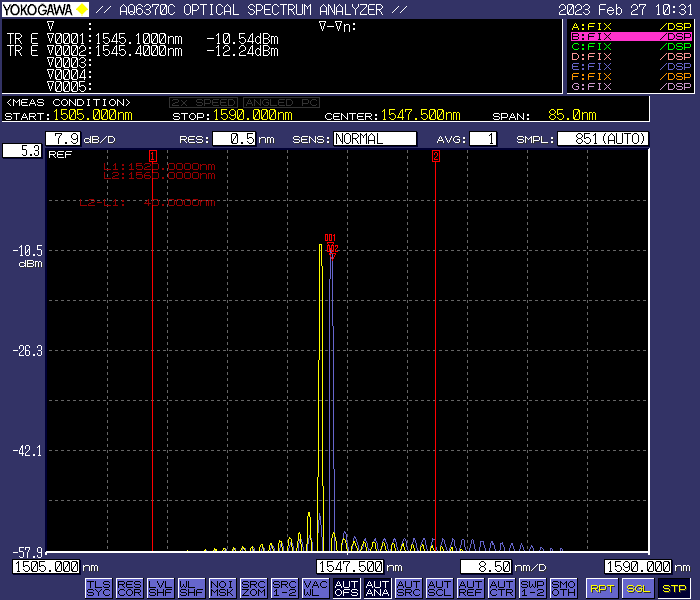 YOKOGAWA // AQ6370C OPTICAL SPECTRUM ANALYZER // 2023 Feb 27 10:31
∇ : ∇-∇n:
TR E ∇0001:1545.1000nm -10.54dBm
TR E ∇0002:1545.4000nm -12.24dBm
∇0003:
∇0004:
∇0005:
A:FIX /DSP
B:FIX /DSP
C:FIX /DSP
D:FIX /DSP
E:FIX /DSP
F:FIX /DSP
G:FIX /DSP
<MEAS CONDITION> 2X SPEED ANGLED PC
START:1505.000nm STOP:1590.000nm CENTER:1547.500nm SPAN: 85.0nm
7.9 dB/D RES: 0.5 nm SENS: NORMAL AVG: 1 SMPL: 851(AUTO)
5.3 REF
1 2
L1:1520.0000nm
L2:1560.0000nm
L2-L1: 40.0000nm
001
002
-10.5
dBm
-26.3
-42.1
-57.9
1505.000 nm 1547.500 nm 8.50 nm/D 1590.000 nm
TLS SYC RES COR LVL SHF WL SHF NOI MSK SRC ZOM SRC 1-2 VAC WL AUT OFS AUT ANA AUT SRC AUT SCL AUT REF AUT CTR SWP 1-2 SMO OTH RPT SGL STP